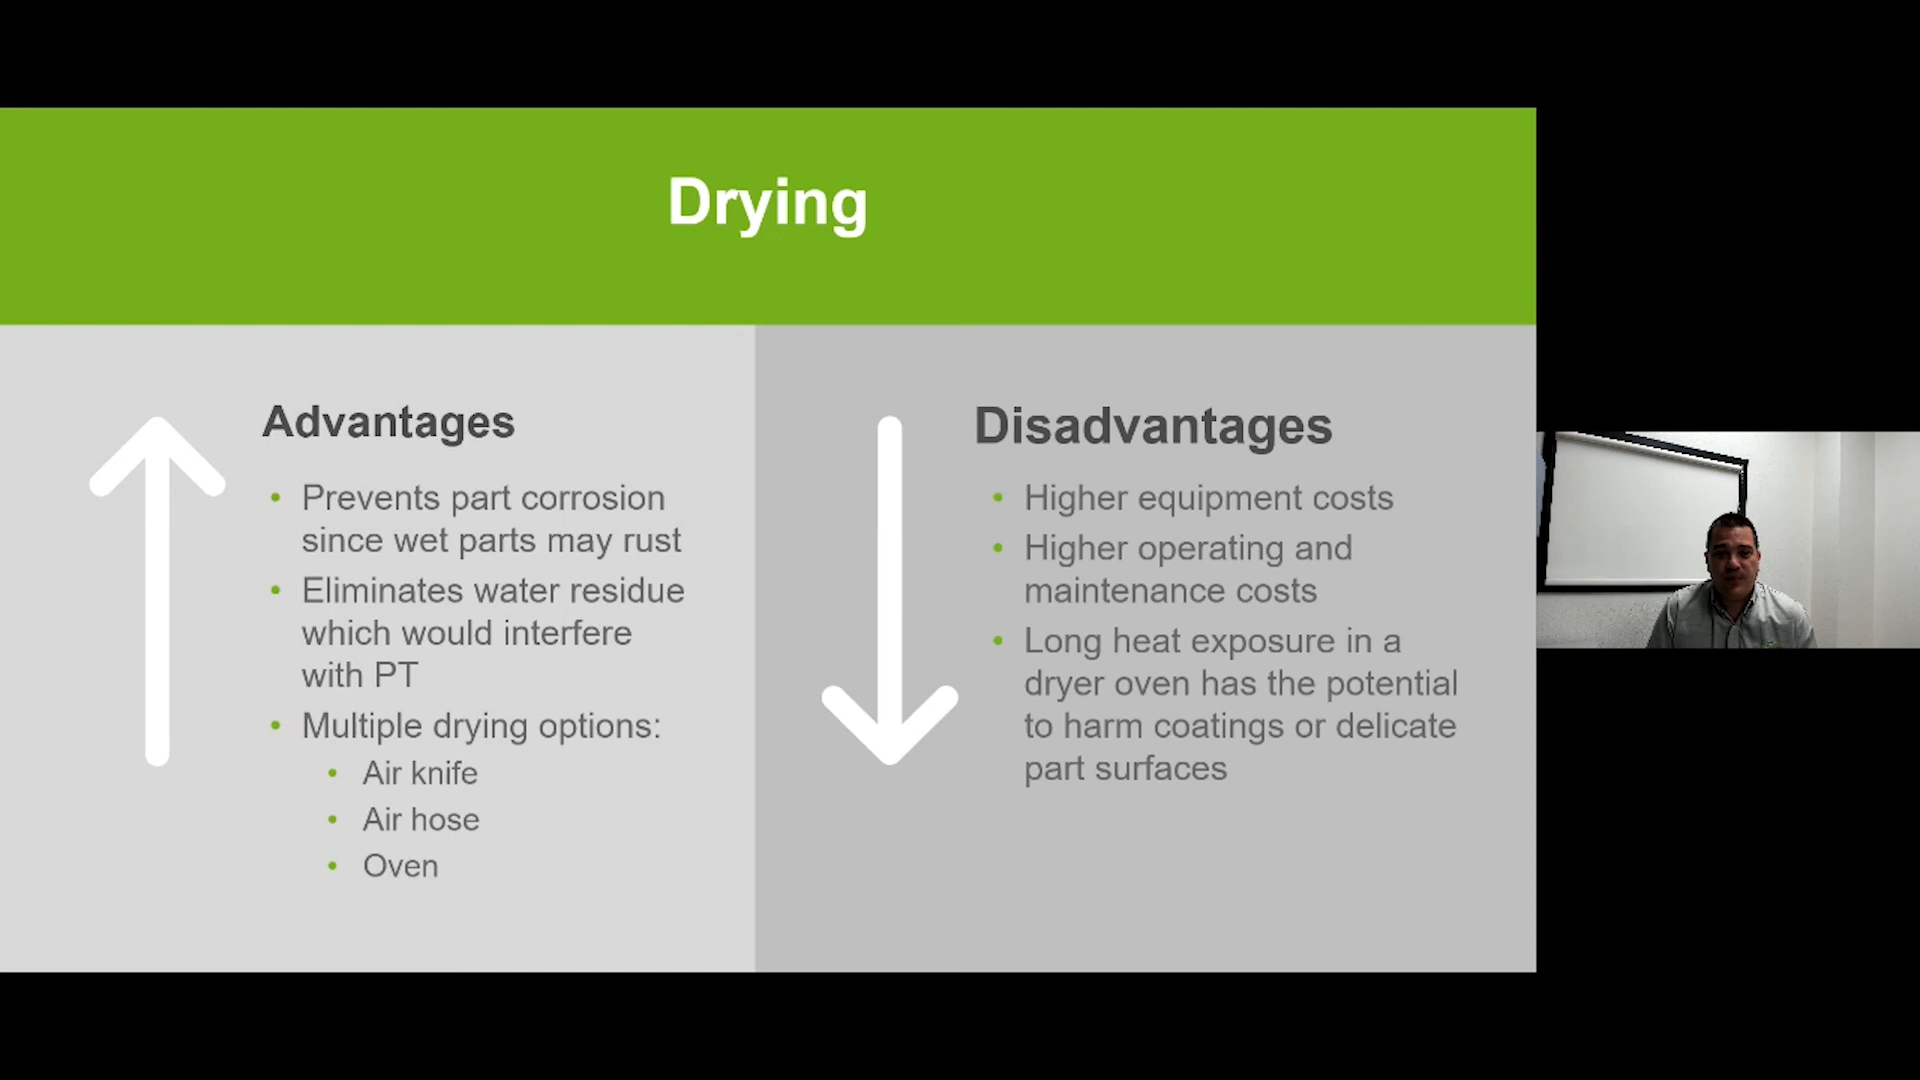 Drying
Advantages
• Prevents part corrosion
since wet parts may rust
• Eliminates water residue
which would interfere
with PT
• Multiple drying options:
• Air knife
• Air hose
• Oven
Disadvantages
• Higher equipment costs
• Higher operating and
maintenance costs
• Long heat exposure in a
dryer oven has the potential
to harm coatings or delicate
part surfaces